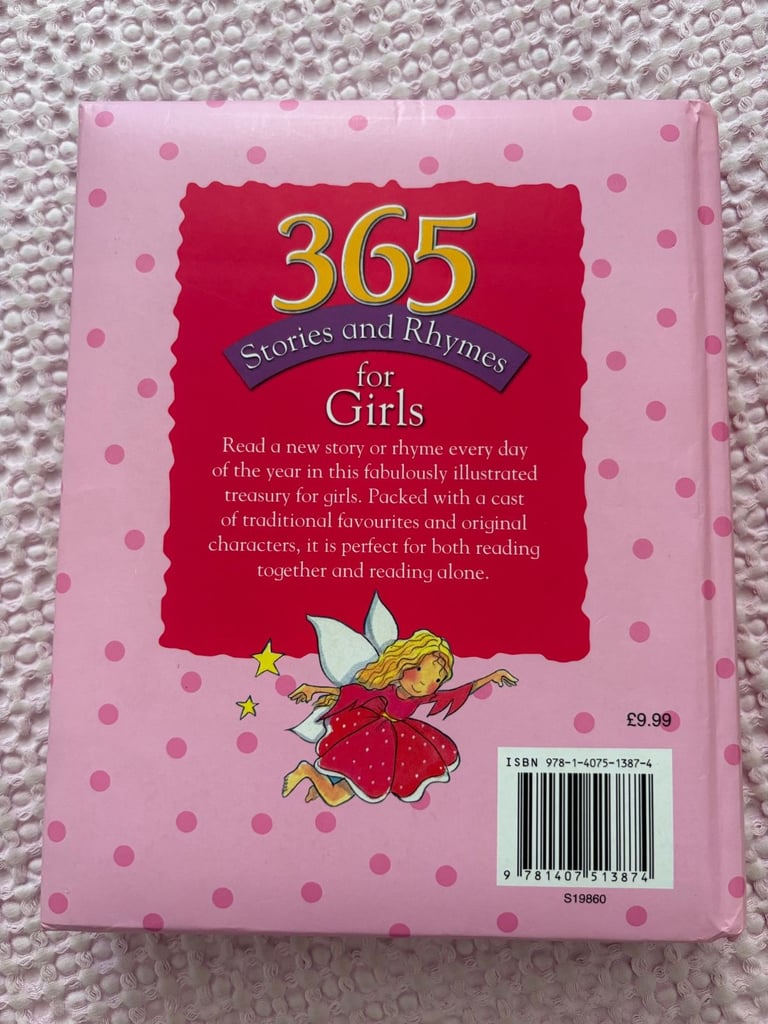 365
Stories and Rhymes
for
Girls
Read a new story or rhyme every day
of the year in this fabulously illustrated
treasury for girls. Packed with a cast
of traditional favourites and original
characters, it is perfect for both reading
together and reading alone.
£9.99
ISBN 978-1-4075-1387-4
9 781407 513874
S19860